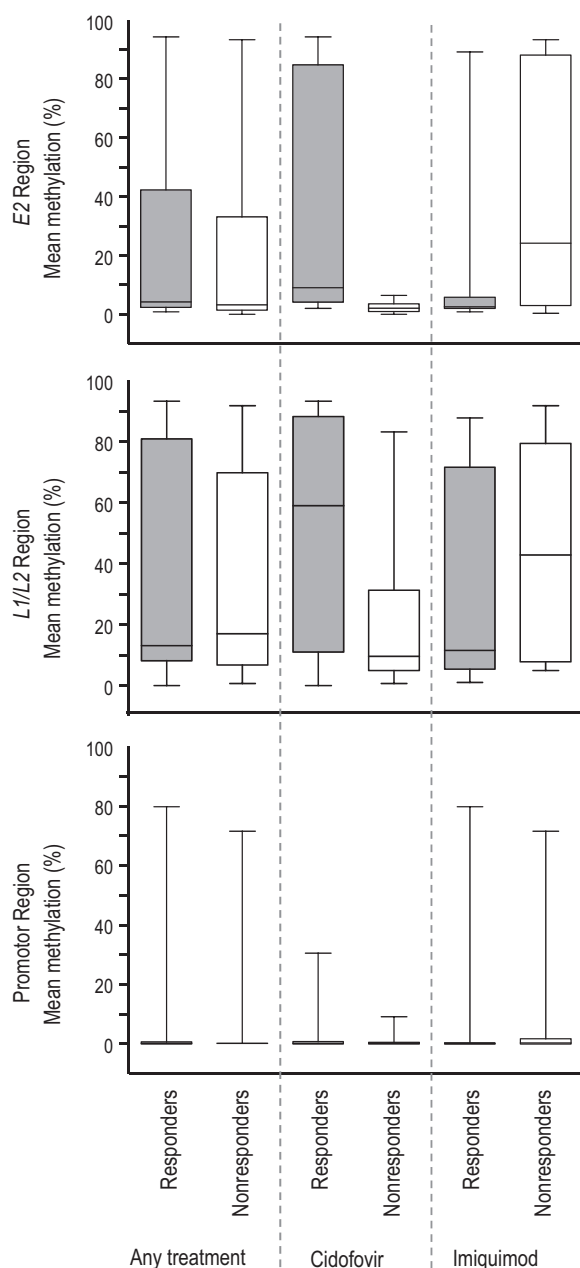 E2 Region
Mean methylation (%)
100
80
60
40
20
0
L1/L2 Region
Mean methylation (%)
100
80
60
40
20
0
Promotor Region
Mean methylation (%)
100
80
60
40
20
0
Responders
Nonresponders
Responders
Nonresponders
Responders
Nonresponders
Any treatment
Cidofovir
Imiquimod